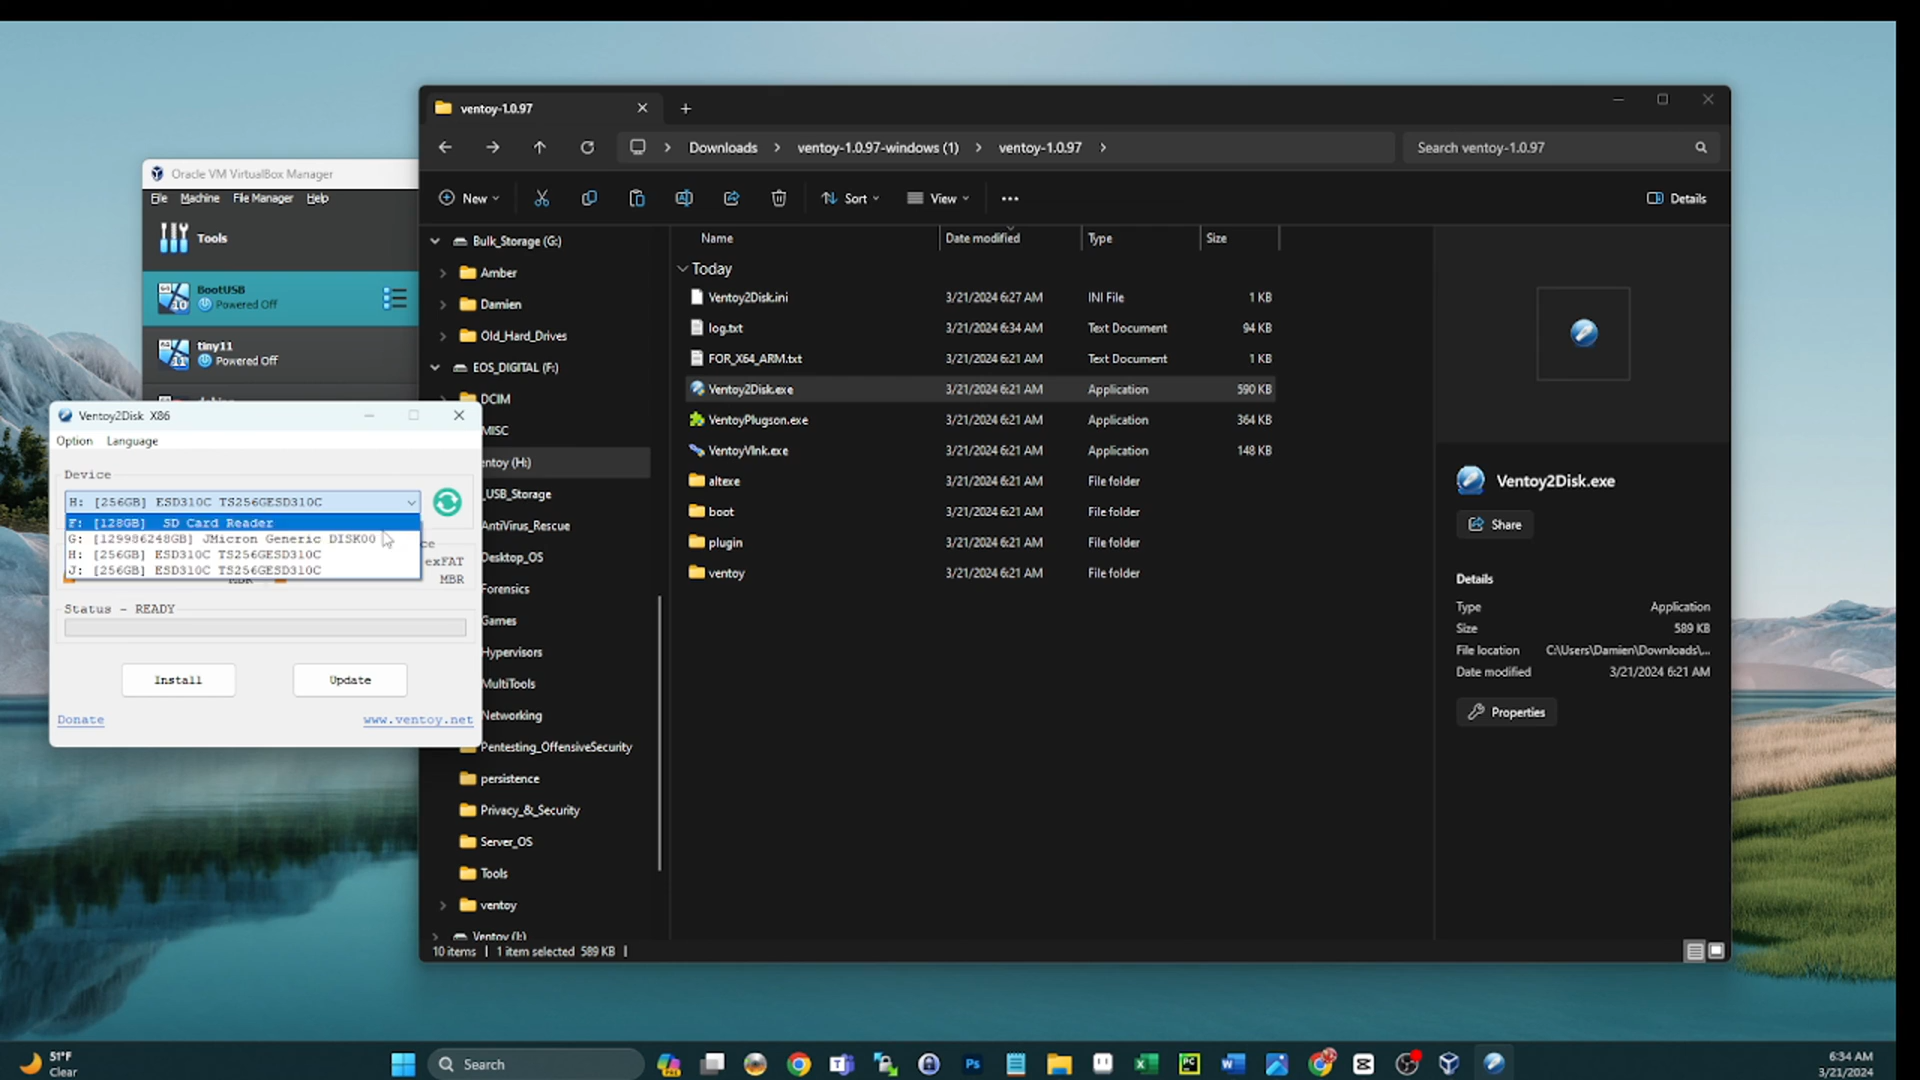 ventoy-1.0.97
Downloads > ventoy-1.0.97-windows (1) > ventoy-1.0.97 >
Search ventoy-1.0.97
New
Sort
View
Details
Oracle VM VirtualBox Manager
File Machine File Manager Help
Tools
BootUSB
Powered Off
tiny11
Powered Off
Bulk_Storage (G:)
Amber
Damien
Old_Hard_Drives
EOS_DIGITAL (F:)
DCIM
MISC
entoy (H:)
_USB_Storage
AntiVirus_Rescue
Desktop_OS
Forensics
Games
Hypervisors
MultiTools
Networking
Pentesting_OffensiveSecurity
persistence
Privacy_&_Security
Server_OS
Tools
ventoy
Ventoy (I:)
Name Date modified Type Size
Today
Ventoy2Disk.ini 3/21/2024 6:27 AM INI File 1 KB
log.txt 3/21/2024 6:34 AM Text Document 94 KB
FOR_X64_ARM.txt 3/21/2024 6:21 AM Text Document 1 KB
Ventoy2Disk.exe 3/21/2024 6:21 AM Application 590 KB
VentoyPlugson.exe 3/21/2024 6:21 AM Application 364 KB
VentoyVlnk.exe 3/21/2024 6:21 AM Application 148 KB
altexe 3/21/2024 6:21 AM File folder
boot 3/21/2024 6:21 AM File folder
plugin 3/21/2024 6:21 AM File folder
ventoy 3/21/2024 6:21 AM File folder
Ventoy2Disk.exe
Share
Details
Type Application
Size 589 KB
File location C:\Users\Damien\Downloads\...
Date modified 3/21/2024 6:21 AM
Properties
10 items | 1 item selected 589 KB |
Ventoy2Disk X86
Option Language
Device
H: [256GB] ESD310C TS256GESD310C
F: [128GB] SD Card Reader
G: [129986248GB] JMicron Generic DISK00
H: [256GB] ESD310C TS256GESD310C
J: [256GB] ESD310C TS256GESD310C
ce
exFAT
MBR
MBR
Status - READY
Install
Update
Donate
www.ventoy.net
51°F
Clear
Search
6:34 AM
3/21/2024